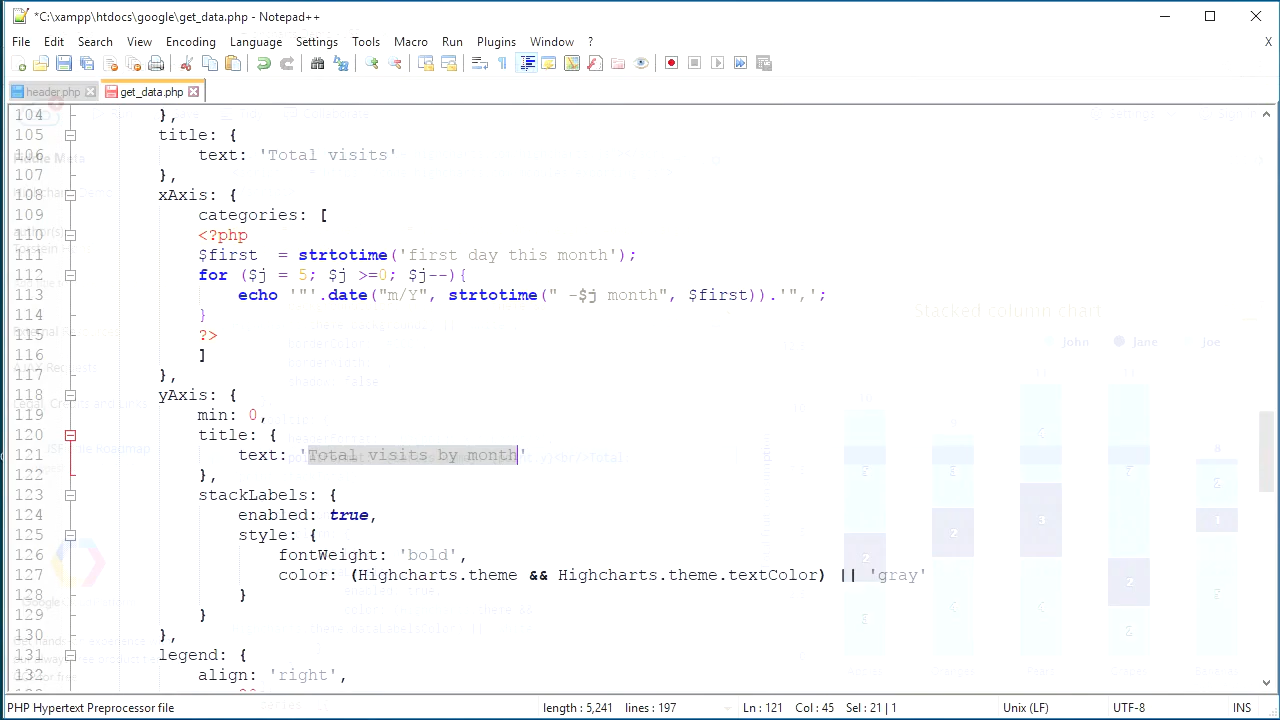 *C:\xampp\htdocs\google\get_data.php - Notepad++
File Edit Search View Encoding Language Settings Tools Macro Run Plugins Window ? X
header.php get_data.php
104 },
105 title: {
106 text: 'Total visits'
107 },
108 xAxis: {
109 categories: [
110 <?php
111 $first = strtotime('first day this month');
112 for ($j = 5; $j >=0; $j--){
113 echo '"'.date("m/Y", strtotime(" -$j month", $first)).'",';
114 }
115 ?>
116 ]
117 },
118 yAxis: {
119 min: 0,
120 title: {
121 text: 'Total visits by month'
122 },
123 stackLabels: {
124 enabled: true,
125 style: {
126 fontWeight: 'bold',
127 color: (Highcharts.theme && Highcharts.theme.textColor) || 'gray'
128 }
129 }
130 },
131 legend: {
132 align: 'right',
Stacked column chart
John Jane Joe
PHP Hypertext Preprocessor file length : 5,241 lines : 197 Ln : 121 Col : 45 Sel : 21 | 1 Unix (LF) UTF-8 INS